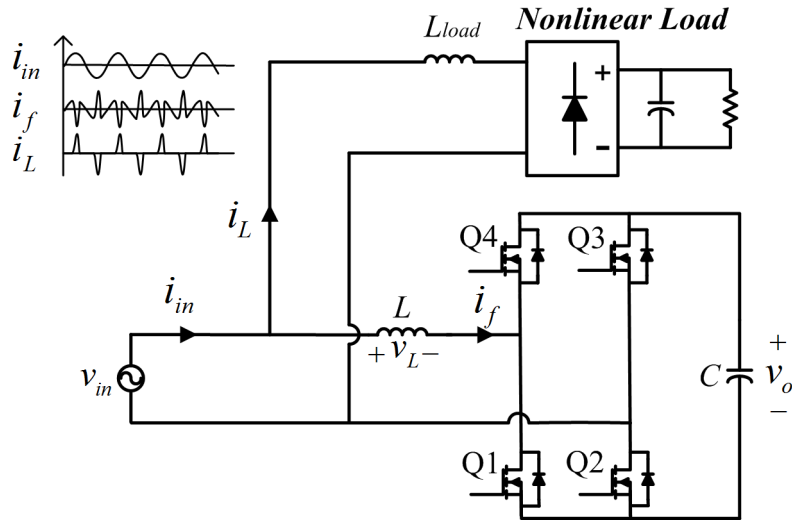 L_load
Nonlinear Load
i_in
i_f
i_L
+
−
i_L
Q4
Q3
i_in
L
i_f
+ v_L −
v_in
C
+
v_o
−
Q1
Q2